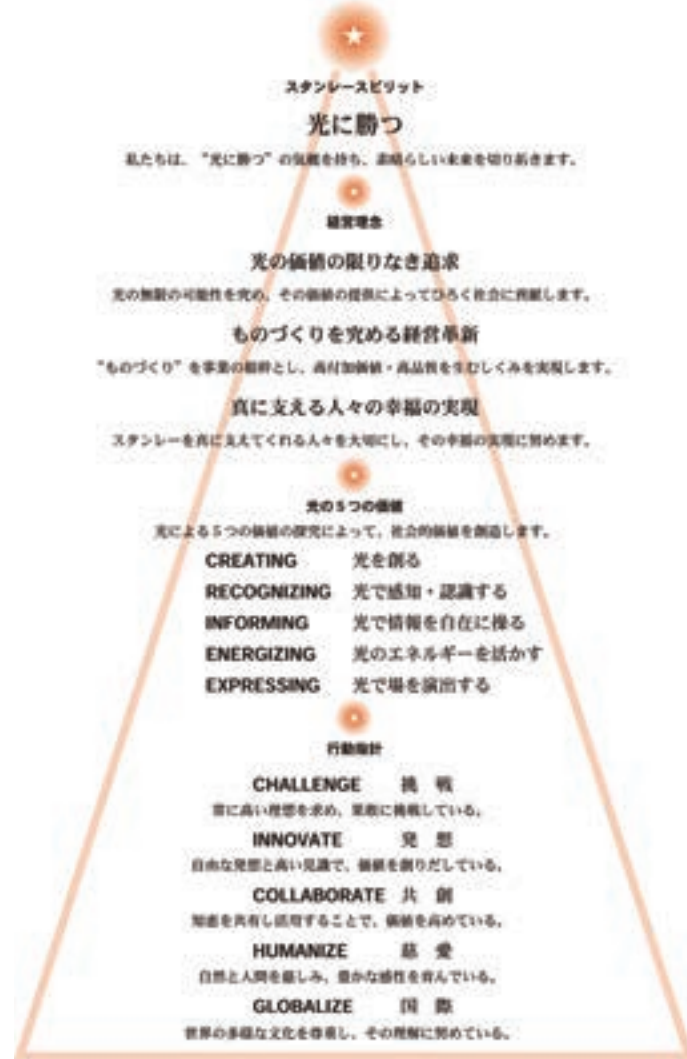 スタンレースピリット
光に勝つ
私たちは、“光に勝つ”の気概を持ち、素晴らしい未来を切り拓きます。
経営理念
光の価値の限りなき追求
光の無限の可能性を究め、その価値の提供によってひろく社会に貢献します。
ものづくりを究める経営革新
“ものづくり”を事業の根幹とし、高付加価値・高品質を生むしくみを実現します。
真に支える人々の幸福の実現
スタンレーを真に支えてくれる人々を大切にし、その幸福の実現に努めます。
光の5つの価値
光による5つの価値の探究によって、社会的価値を創造します。
CREATING 光を創る
RECOGNIZING 光で感知・認識する
INFORMING 光で情報を自在に操る
ENERGIZING 光のエネルギーを活かす
EXPRESSING 光で場を演出する
行動指針
CHALLENGE 挑 戦
常に高い理想を求め、果敢に挑戦している。
INNOVATE 発 想
自由な発想と高い見識で、価値を創りだしている。
COLLABORATE 共 創
知恵を共有し活用することで、価値を高めている。
HUMANIZE 慈 愛
自然と人間を慈しみ、豊かな感性を育んでいる。
GLOBALIZE 国 際
世界の多様な文化を尊重し、その理解に努めている。